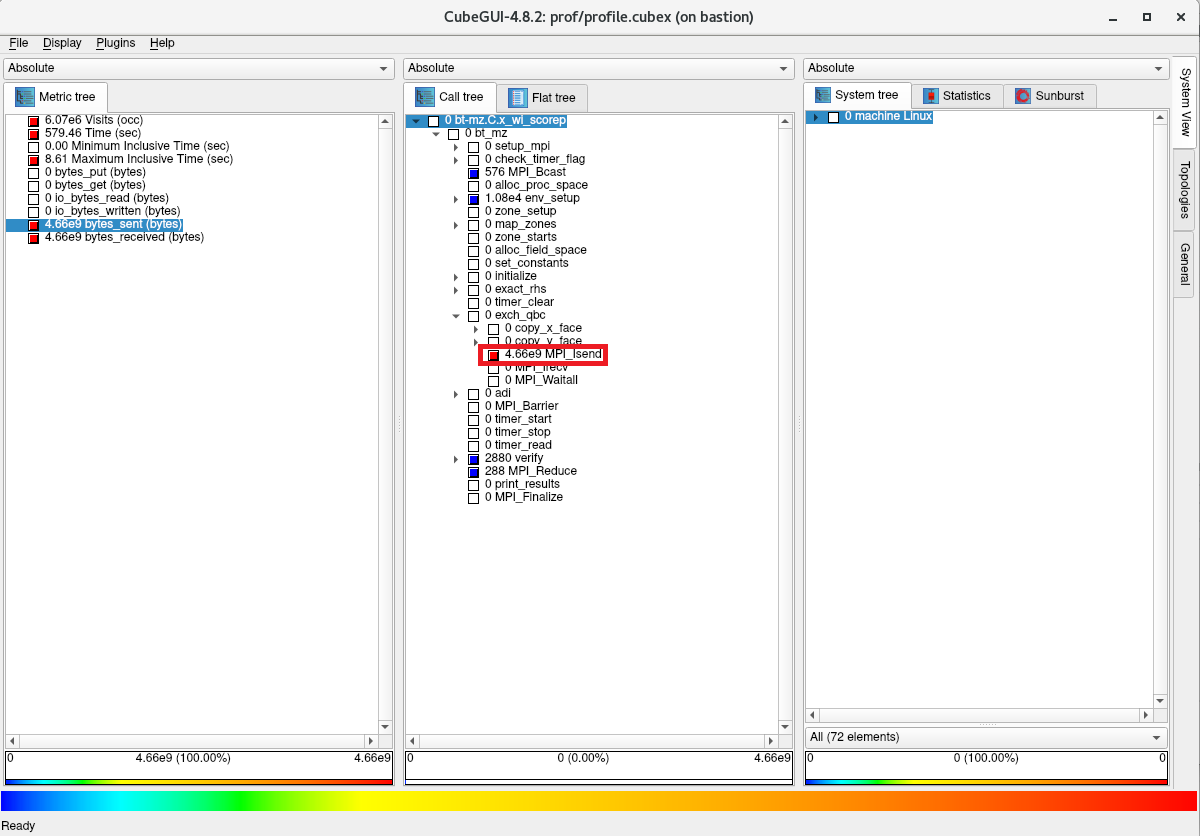 CubeGUI-4.8.2: prof/profile.cubex (on bastion)
File Display Plugins Help
Absolute
Metric tree
6.07e6 Visits (occ)
579.46 Time (sec)
0.00 Minimum Inclusive Time (sec)
8.61 Maximum Inclusive Time (sec)
0 bytes_put (bytes)
0 bytes_get (bytes)
0 io_bytes_read (bytes)
0 io_bytes_written (bytes)
4.66e9 bytes_sent (bytes)
4.66e9 bytes_received (bytes)
0 4.66e9 (100.00%) 4.66e9
Absolute
Call tree Flat tree
0 bt-mz.C.x_wl_scorep
0 bt_mz
0 setup_mpi
0 check_timer_flag
576 MPI_Bcast
0 alloc_proc_space
1.08e4 env_setup
0 zone_setup
0 map_zones
0 zone_starts
0 alloc_field_space
0 set_constants
0 initialize
0 exact_rhs
0 timer_clear
0 exch_qbc
0 copy_x_face
0 copy_y_face
4.66e9 MPI_Isend
0 MPI_Irecv
0 MPI_Waitall
0 adi
0 MPI_Barrier
0 timer_start
0 timer_stop
0 timer_read
2880 verify
288 MPI_Reduce
0 print_results
0 MPI_Finalize
0 0 (0.00%) 4.66e9
Absolute
System tree Statistics Sunburst
0 machine Linux
All (72 elements)
0 0 (100.00%) 0
System View
Topologies
General
Ready